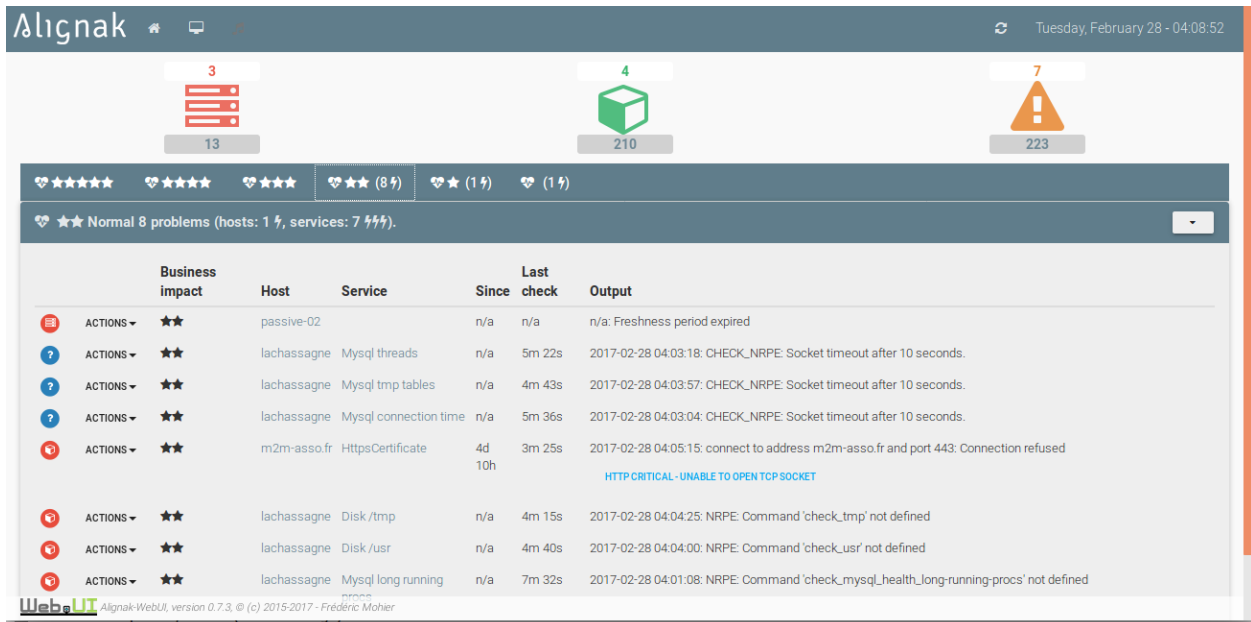 Alignak
Tuesday, February 28 - 04:08:52
3 4 7
13 210 223
(8) (1) (1)
Normal 8 problems (hosts: 1, services: 7).
Business impact Host Service Since Last check Output
ACTIONS passive-02 n/a n/a n/a: Freshness period expired
? ACTIONS lachassagne Mysql threads n/a 5m 22s 2017-02-28 04:03:18: CHECK_NRPE: Socket timeout after 10 seconds.
? ACTIONS lachassagne Mysql tmp tables n/a 4m 43s 2017-02-28 04:03:57: CHECK_NRPE: Socket timeout after 10 seconds.
? ACTIONS lachassagne Mysql connection time n/a 5m 36s 2017-02-28 04:03:04: CHECK_NRPE: Socket timeout after 10 seconds.
ACTIONS m2m-asso.fr HttpsCertificate 4d 10h 3m 25s 2017-02-28 04:05:15: connect to address m2m-asso.fr and port 443: Connection refused
HTTP CRITICAL - UNABLE TO OPEN TCP SOCKET
ACTIONS lachassagne Disk /tmp n/a 4m 15s 2017-02-28 04:04:25: NRPE: Command 'check_tmp' not defined
ACTIONS lachassagne Disk /usr n/a 4m 40s 2017-02-28 04:04:00: NRPE: Command 'check_usr' not defined
ACTIONS lachassagne Mysql long running procs n/a 7m 32s 2017-02-28 04:01:08: NRPE: Command 'check_mysql_health_long-running-procs' not defined
WebUI Alignak-WebUI, version 0.7.3, © (c) 2015-2017 - Frédéric Mohier